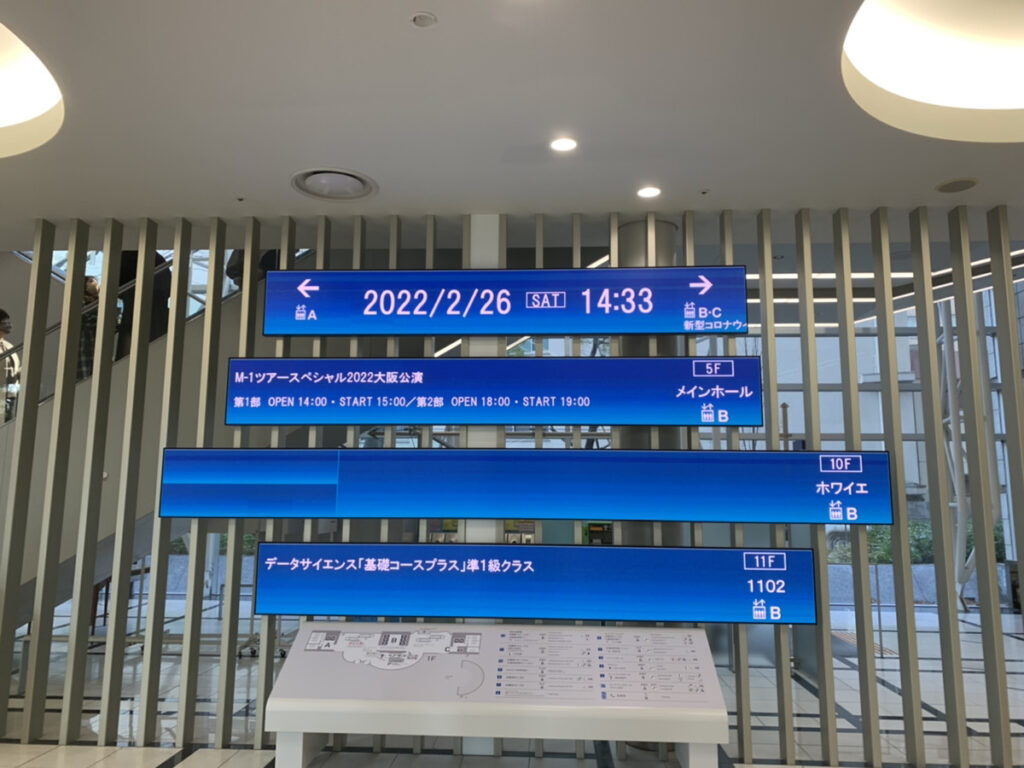 ← 2022/2/26 SAT 14:33 →
A
B·C
新型コロナウ
M-1ツアースペシャル2022大阪公演
5F
第1部 OPEN 14:00・START 15:00／第2部 OPEN 18:00・START 19:00
メインホール
B
10F
ホワイエ
B
データサイエンス「基礎コースプラス」準1級クラス
11F
1102
B
A
B
1F